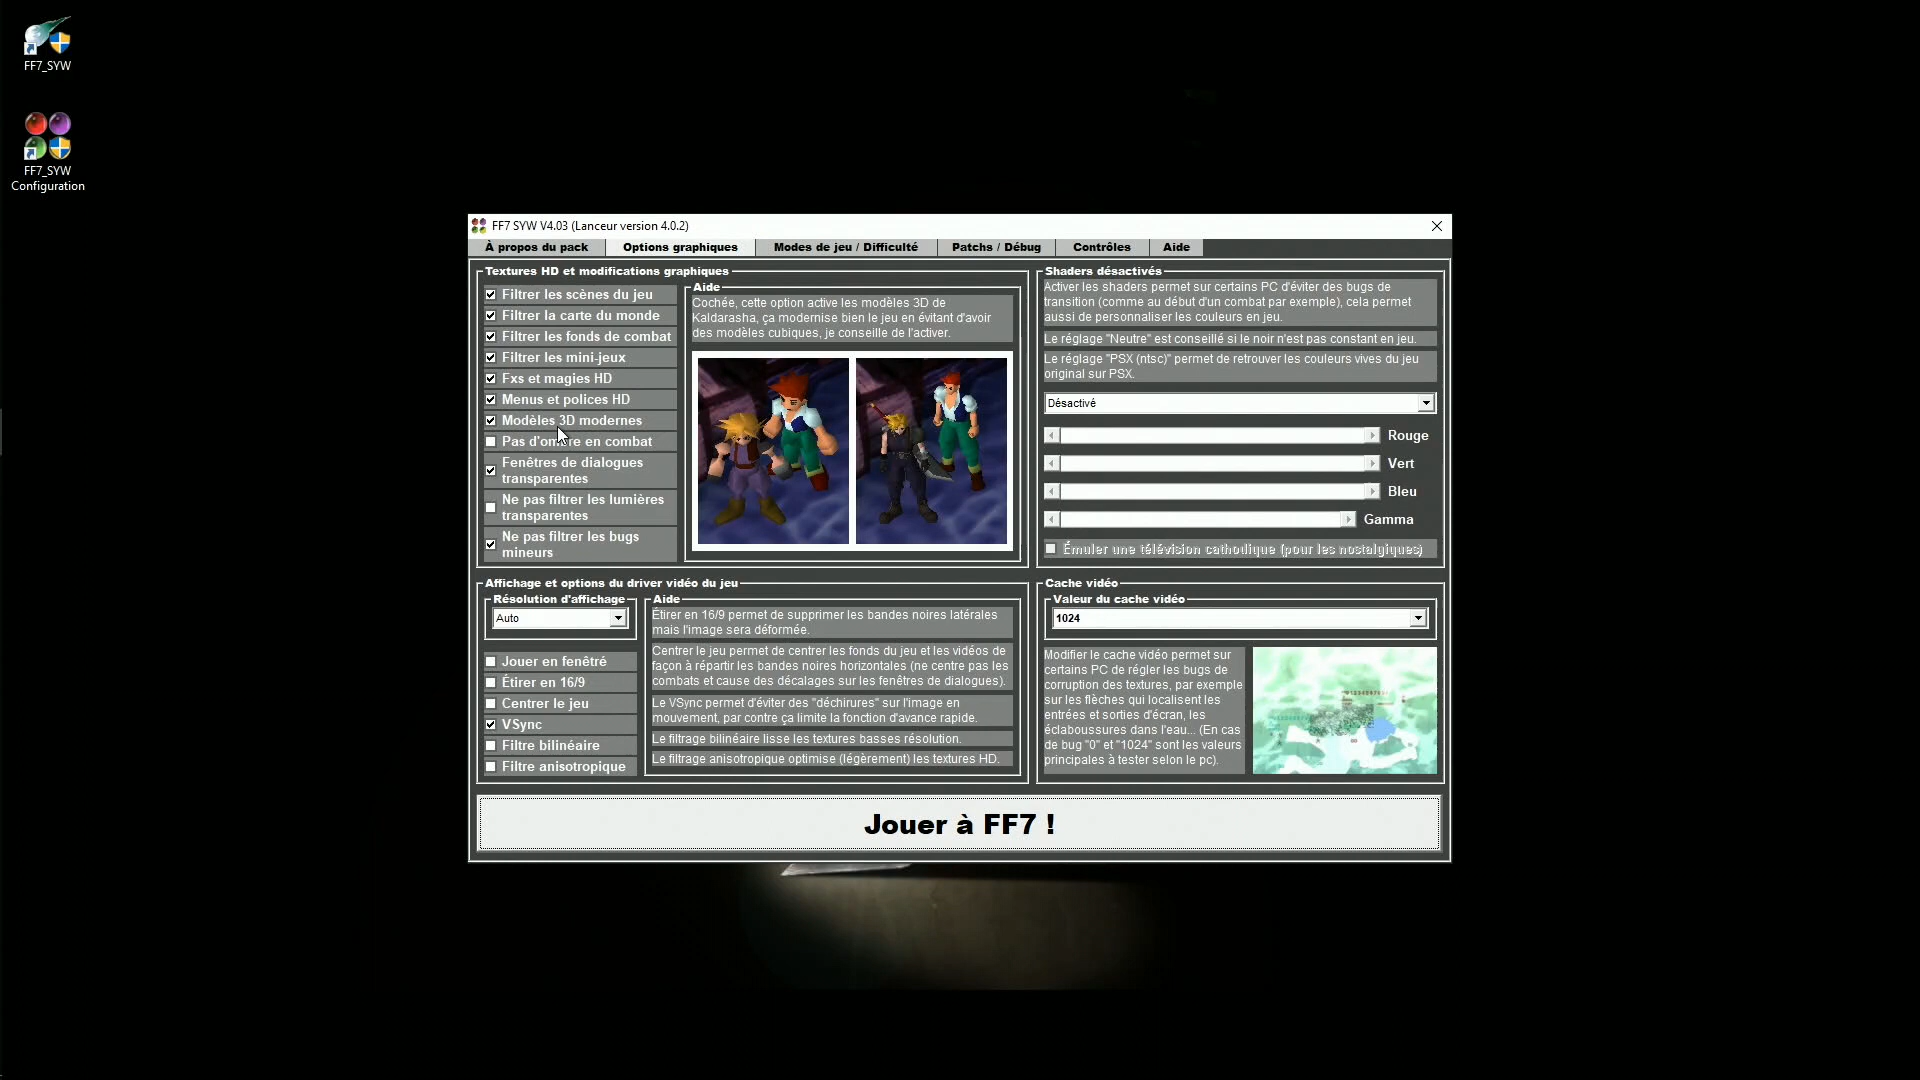 FF7_SYW
FF7_SYW
Configuration
FF7 SYW V4.03 (Lanceur version 4.0.2)
À propos du pack
Options graphiques
Modes de jeu / Difficulté
Patchs / Débug
Contrôles
Aide
Textures HD et modifications graphiques
Filtrer les scènes du jeu
Filtrer la carte du monde
Filtrer les fonds de combat
Filtrer les mini-jeux
Fxs et magies HD
Menus et polices HD
Modèles 3D modernes
Pas d'ombre en combat
Fenêtres de dialogues
transparentes
Ne pas filtrer les lumières
transparentes
Ne pas filtrer les bugs
mineurs
Aide
Cochée, cette option active les modèles 3D de
Kaldarasha, ça modernise bien le jeu en évitant d'avoir
des modèles cubiques, je conseille de l'activer.
Shaders désactivés
Activer les shaders permet sur certains PC d'éviter des bugs de
transition (comme au début d'un combat par exemple), cela permet
aussi de personnaliser les couleurs en jeu.
Le réglage "Neutre" est conseillé si le noir n'est pas constant en jeu.
Le réglage "PSX (ntsc)" permet de retrouver les couleurs vives du jeu
original sur PSX.
Désactivé
Rouge
Vert
Bleu
Gamma
Émuler une télévision cathodique (pour les nostalgiques)
Affichage et options du driver vidéo du jeu
Résolution d'affichage
Auto
Jouer en fenêtré
Étirer en 16/9
Centrer le jeu
VSync
Filtre bilinéaire
Filtre anisotropique
Aide
Étirer en 16/9 permet de supprimer les bandes noires latérales
mais l'image sera déformée.
Centrer le jeu permet de centrer les fonds du jeu et les vidéos de
façon à répartir les bandes noires horizontales (ne centre pas les
combats et cause des décalages sur les fenêtres de dialogues).
Le VSync permet d'éviter des "déchirures" sur l'image en
mouvement, par contre ça limite la fonction d'avance rapide.
Le filtrage bilinéaire lisse les textures basses résolution.
Le filtrage anisotropique optimise (légèrement) les textures HD.
Cache vidéo
Valeur du cache vidéo
1024
Modifier le cache vidéo permet sur
certains PC de régler les bugs de
corruption des textures, par exemple
sur les flèches qui localisent les
entrées et sorties d'écran, les
éclaboussures dans l'eau... (En cas
de bug "0" et "1024" sont les valeurs
principales à tester selon le pc).
Jouer à FF7 !